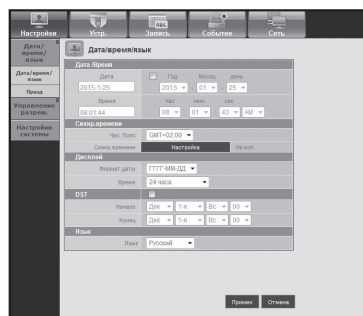 Настройки Устр. Запись Событие Сеть
REC
Дата/время/язык
Дата/время/язык
Празд
Управление разреш.
Настройки системы
Дата/время/язык
Дата /Время
Дата Год Месяц день
2015-1-25 2015 - 01 - 25
Время Час мин сек
08:01:44 08 : 01 : 43 AM
Синхр.времени
Час. Пояс GMT+02:00
Синхр.времени Настройка Не исп.
Дисплей
Формат даты ГГГГ-ММ-ДД
Время 24 часа
DST
Начало Дек 1-я Вс 00
Конец Дек 1-я Вс 00
Язык
Язык Русский
Примен Отмена